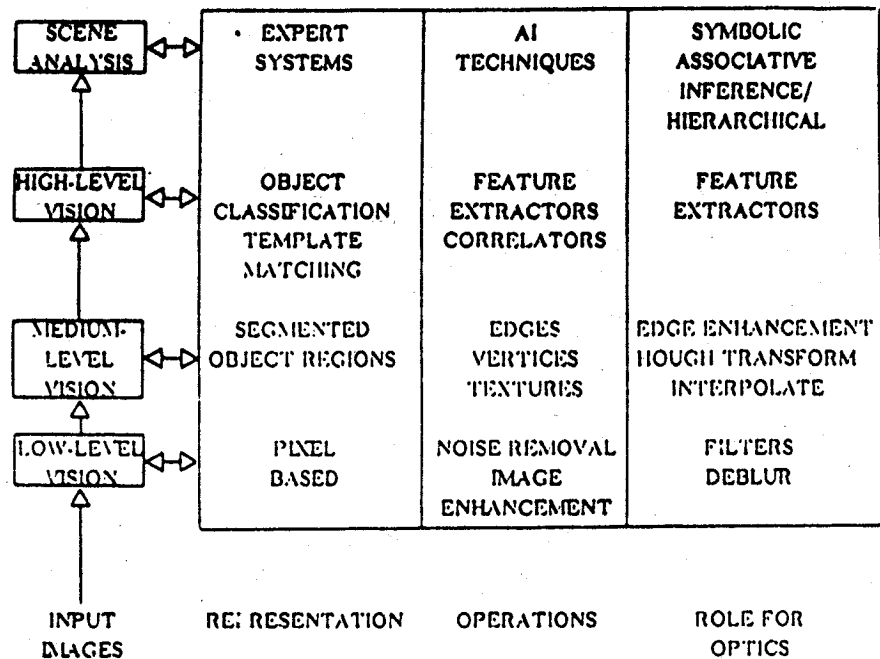 SCENE
ANALYSIS
EXPERT
SYSTEMS
AI
TECHNIQUES
SYMBOLIC
ASSOCIATIVE
INFERENCE/
HIERARCHICAL
HIGH-LEVEL
VISION
OBJECT
CLASSIFICATION
TEMPLATE
MATCHING
FEATURE
EXTRACTORS
CORRELATORS
FEATURE
EXTRACTORS
MEDIUM-
LEVEL
VISION
SEGMENTED
OBJECT REGIONS
EDGES
VERTICES
TEXTURES
EDGE ENHANCEMENT
HOUGH TRANSFORM
INTERPOLATE
LOW-LEVEL
VISION
PIXEL
BASED
NOISE REMOVAL
IMAGE
ENHANCEMENT
FILTERS
DEBLUR
INPUT
IMAGES
REPRESENTATION
OPERATIONS
ROLE FOR
OPTICS